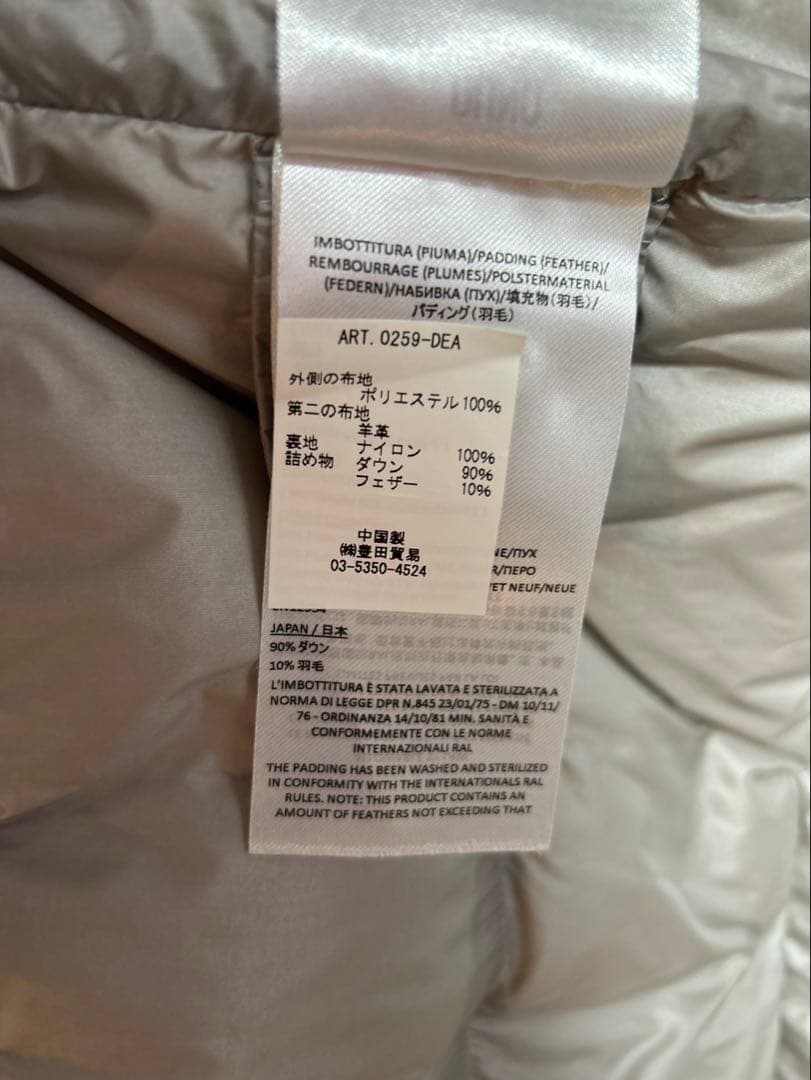 IMBOTTITURA (PIUMA)/PADDING (FEATHER)/
REMBOURRAGE (PLUMES)/POLSTERMATERIAL
(FEDERN)/НАБИВКА (ПУХ)/填充物(羽毛)/
パディング(羽毛)
ART. 0259-DEA
外側の布地
ポリエステル 100%
第二の布地
羊革
裏地 ナイロン 100%
詰め物 ダウン 90%
フェザー 10%
中国製
㈱豊田貿易
03-5350-4524
NE/ПУХ
R/ПЕРО
ET NEUF/NEUE
JAPAN / 日本
90% ダウン
10% 羽毛
L'IMBOTTITURA È STATA LAVATA E STERILIZZATA A
NORMA DI LEGGE DPR N.845 23/01/75 - DM 10/11/
76 - ORDINANZA 14/10/81 MIN. SANITÀ E
CONFORMEMENTE CON LE NORME
INTERNAZIONALI RAL
THE PADDING HAS BEEN WASHED AND STERILIZED
IN CONFORMITY WITH THE INTERNATIONALS RAL
RULES. NOTE: THIS PRODUCT CONTAINS AN
AMOUNT OF FEATHERS NOT EXCEEDING THAT